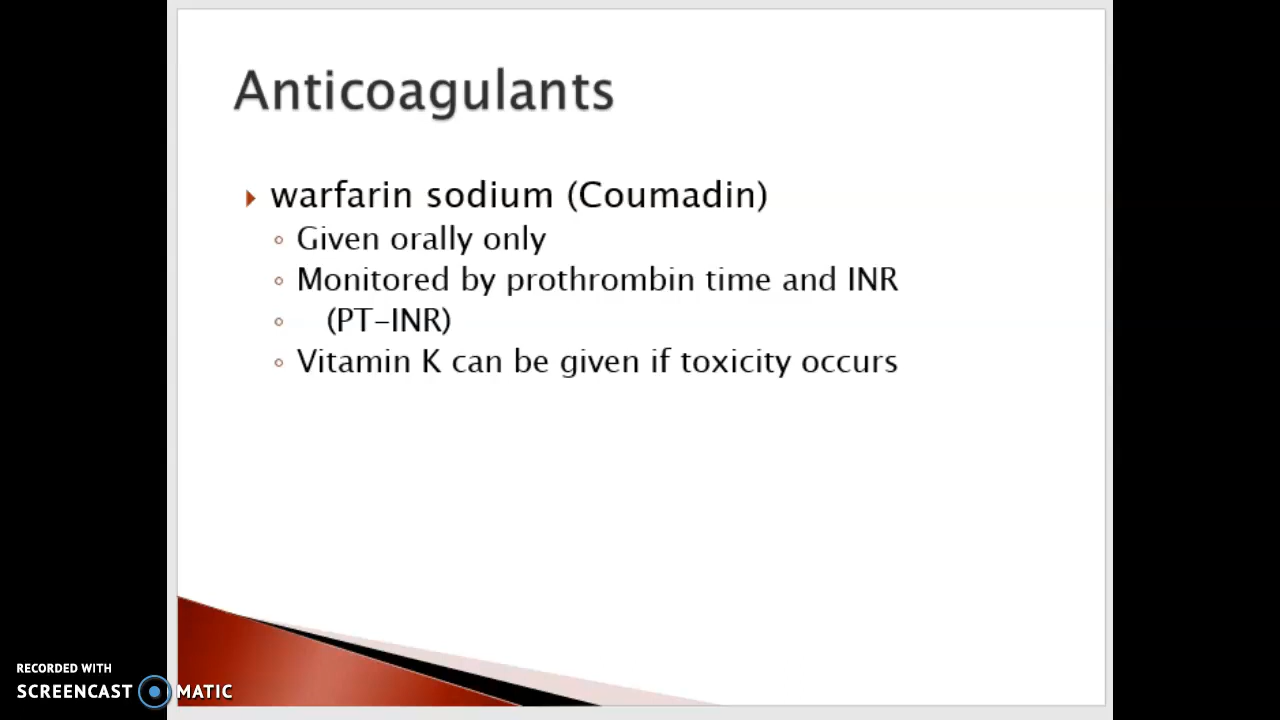 Anticoagulants
warfarin sodium (Coumadin)
Given orally only
Monitored by prothrombin time and INR
(PT-INR)
Vitamin K can be given if toxicity occurs
RECORDED WITH
SCREENCAST MATIC